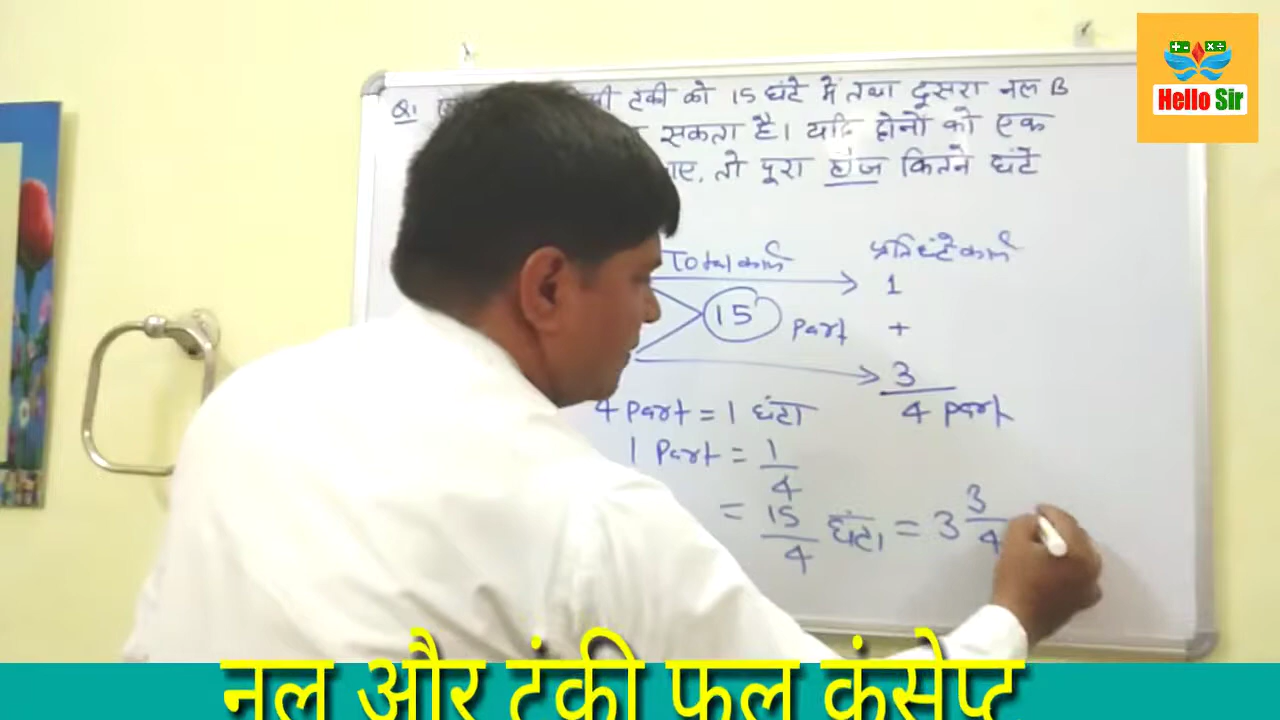 Q. टंकी को 15 घंटे में तथा दूसरा नल B
सकता है। यदि दोनों को एक
तो पूरा हौज कितने घंटे
Total कार्य प्रति घंटे कार्य
1
15 part +
3
4 part = 1 घंटा 4 part
1 part = 1/4
= 15/4 घंटा = 3 3/4
+ - × ÷
Hello Sir
नल और टंकी फुल कंसेप्ट